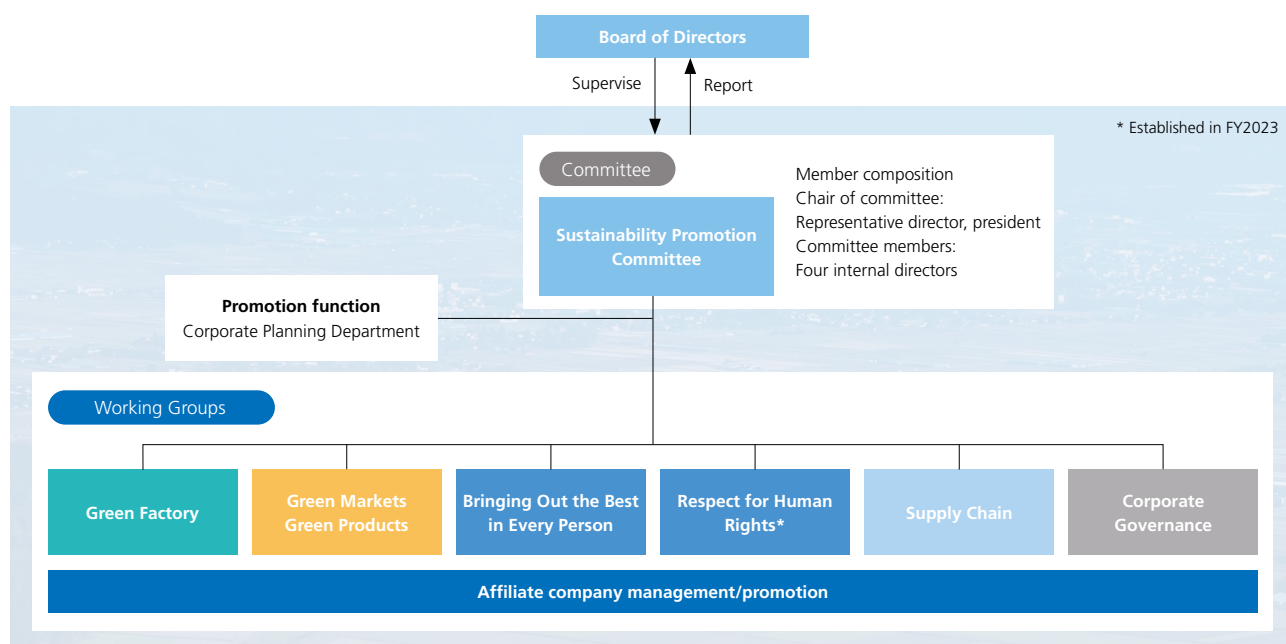 Board of Directors
Supervise
Report
* Established in FY2023
Committee
Sustainability Promotion
Committee
Member composition
Chair of committee:
Representative director, president
Committee members:
Four internal directors
Promotion function
Corporate Planning Department
Working Groups
Green Factory
Green Markets
Green Products
Bringing Out the Best
in Every Person
Respect for Human
Rights*
Supply Chain
Corporate
Governance
Affiliate company management/promotion